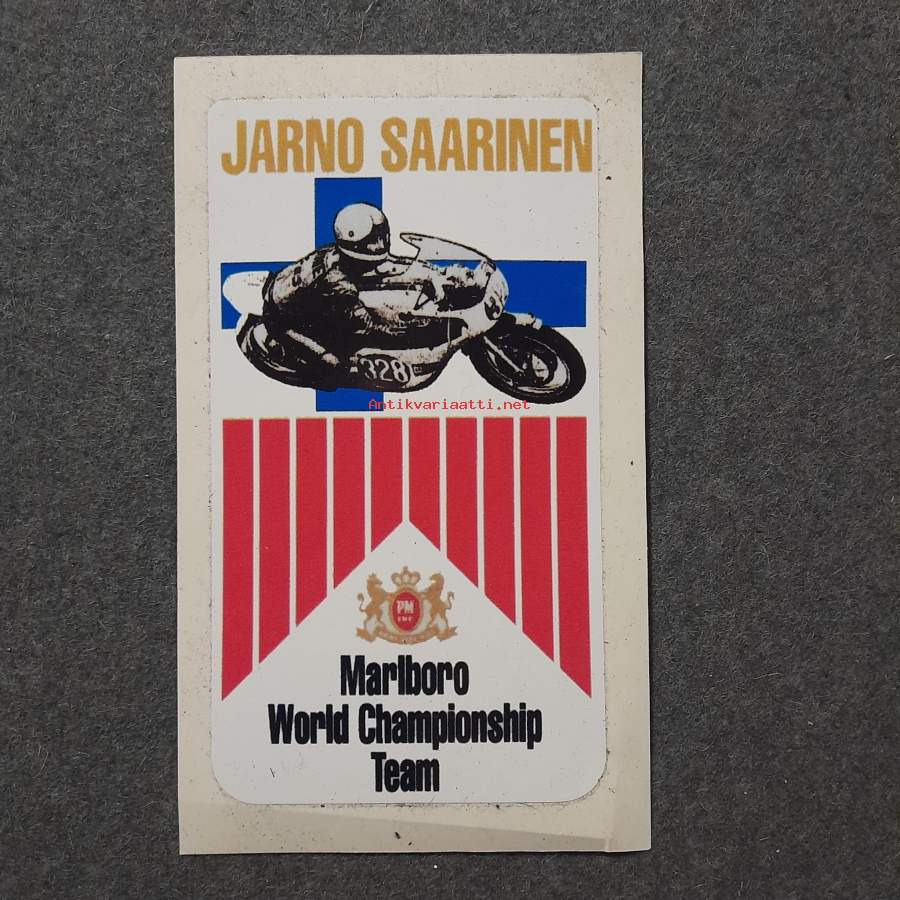 JARNO SAARINEN
328
Antikvariaatti.net
PM
Marlboro
World Championship
Team